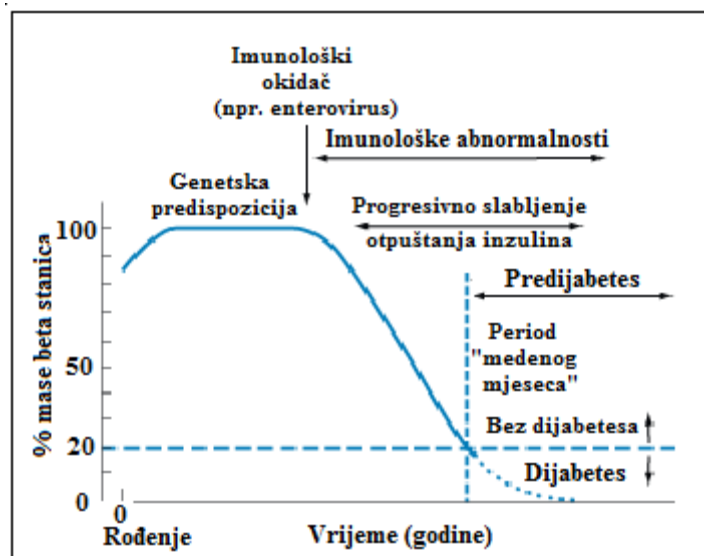 Imunološki
okidač
(npr. enterovirus)
Imunološke abnormalnosti
Genetska
predispozicija
Progresivno slabljenje
otpuštanja inzulina
Predijabetes
Period
"medenog
mjeseca"
Bez dijabetesa
Dijabetes
% mase beta stanica
100
50
20
0
0
Rođenje
Vrijeme (godine)